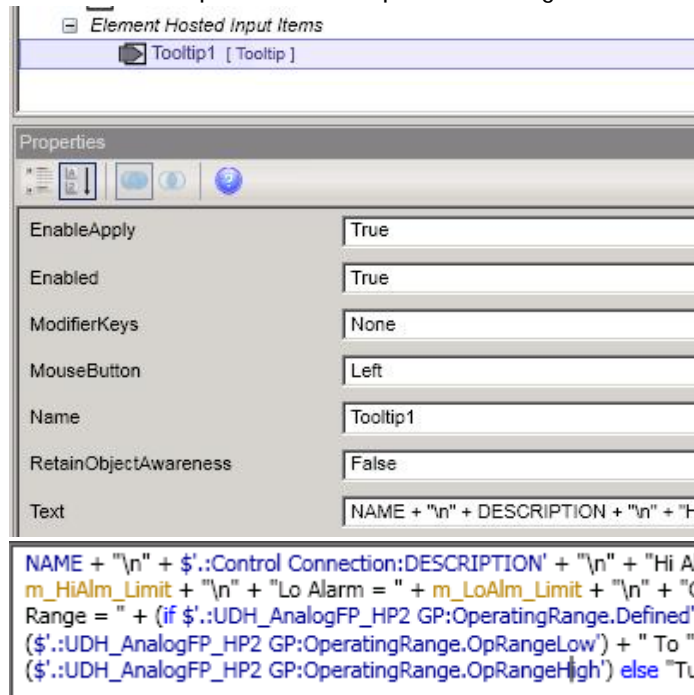 Element Hosted Input Items
Tooltip1 [ Tooltip ]
Properties
EnableApply True
Enabled True
ModifierKeys None
MouseButton Left
Name Tooltip1
RetainObjectAwareness False
Text NAME + "\n" + DESCRIPTION + "\n" + "H
NAME + "\n" + $'.:Control Connection:DESCRIPTION' + "\n" + "Hi A
m_HiAlm_Limit + "\n" + "Lo Alarm = " + m_LoAlm_Limit + "\n" + "
Range = " + (if $'.:UDH_AnalogFP_HP2 GP:OperatingRange.Defined'
($'.:UDH_AnalogFP_HP2 GP:OperatingRange.OpRangeLow') + " To "
($'.:UDH_AnalogFP_HP2 GP:OperatingRange.OpRangeHigh') else "Tu